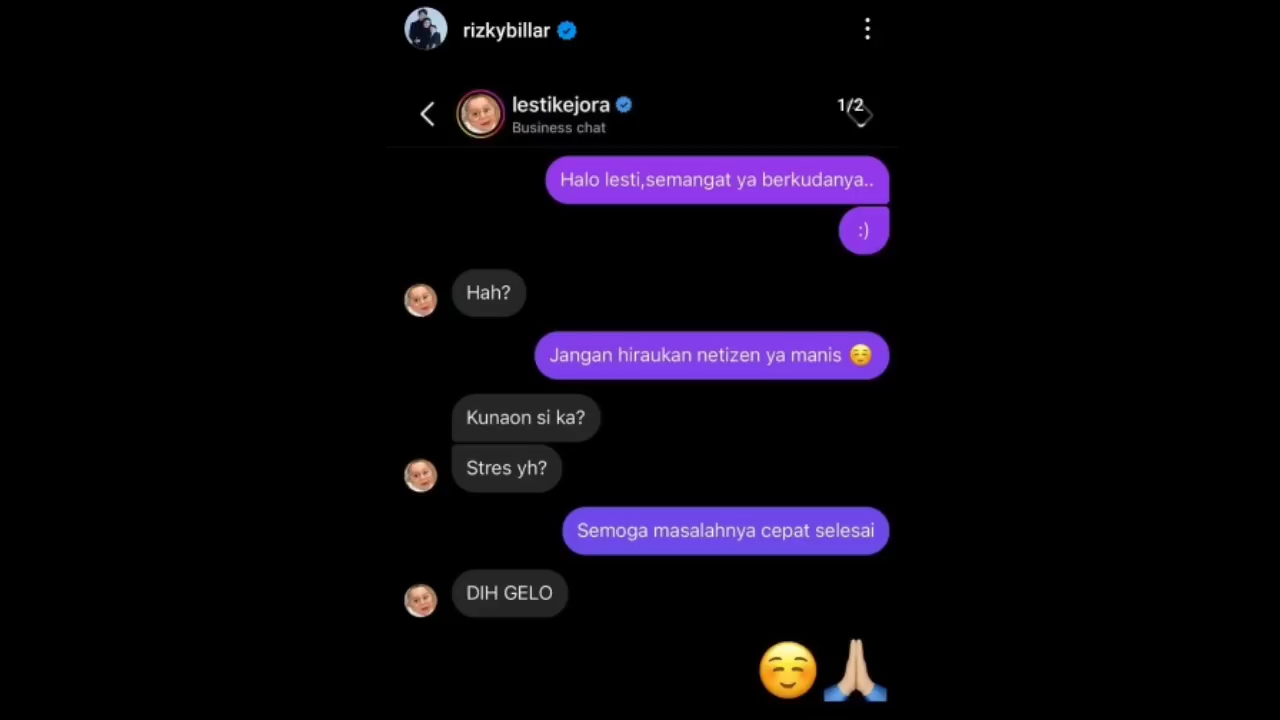 rizkybillar
lestikejora
Business chat
1/2
Halo lesti,semangat ya berkudanya..
:)
Hah?
Jangan hiraukan netizen ya manis ☺️
Kunaon si ka?
Stres yh?
Semoga masalahnya cepat selesai
DIH GELO
☺️🙏🏼